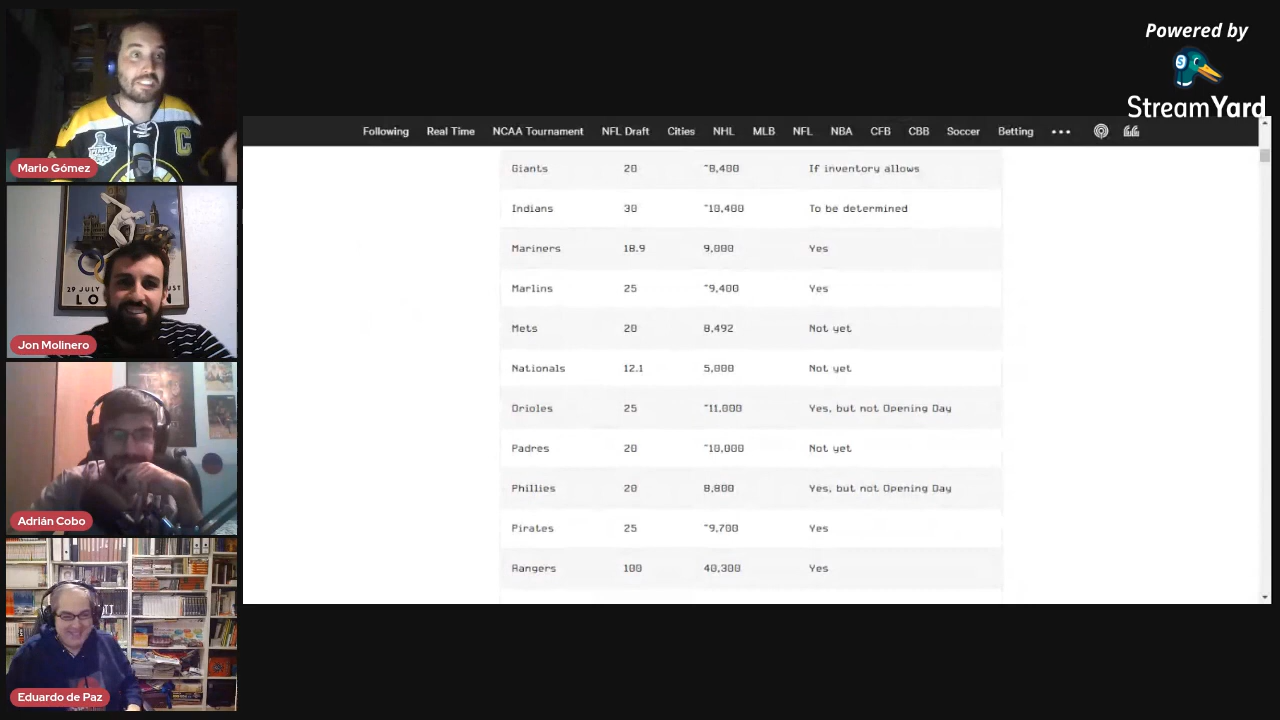 Powered by
StreamYard
Following Real Time NCAA Tournament NFL Draft Cities NHL MLB NFL NBA CFB CBB Soccer Betting
Giants 20 ~8,400 If inventory allows
Indians 30 ~10,400 To be determined
Mariners 18.9 9,000 Yes
Marlins 25 ~9,400 Yes
Mets 20 8,492 Not yet
Nationals 12.1 5,000 Not yet
Orioles 25 ~11,000 Yes, but not Opening Day
Padres 20 ~10,000 Not yet
Phillies 20 8,800 Yes, but not Opening Day
Pirates 25 ~9,700 Yes
Rangers 100 40,300 Yes
Mario Gómez
29 JULY
Jon Molinero
Adrián Cobo
Eduardo de Paz